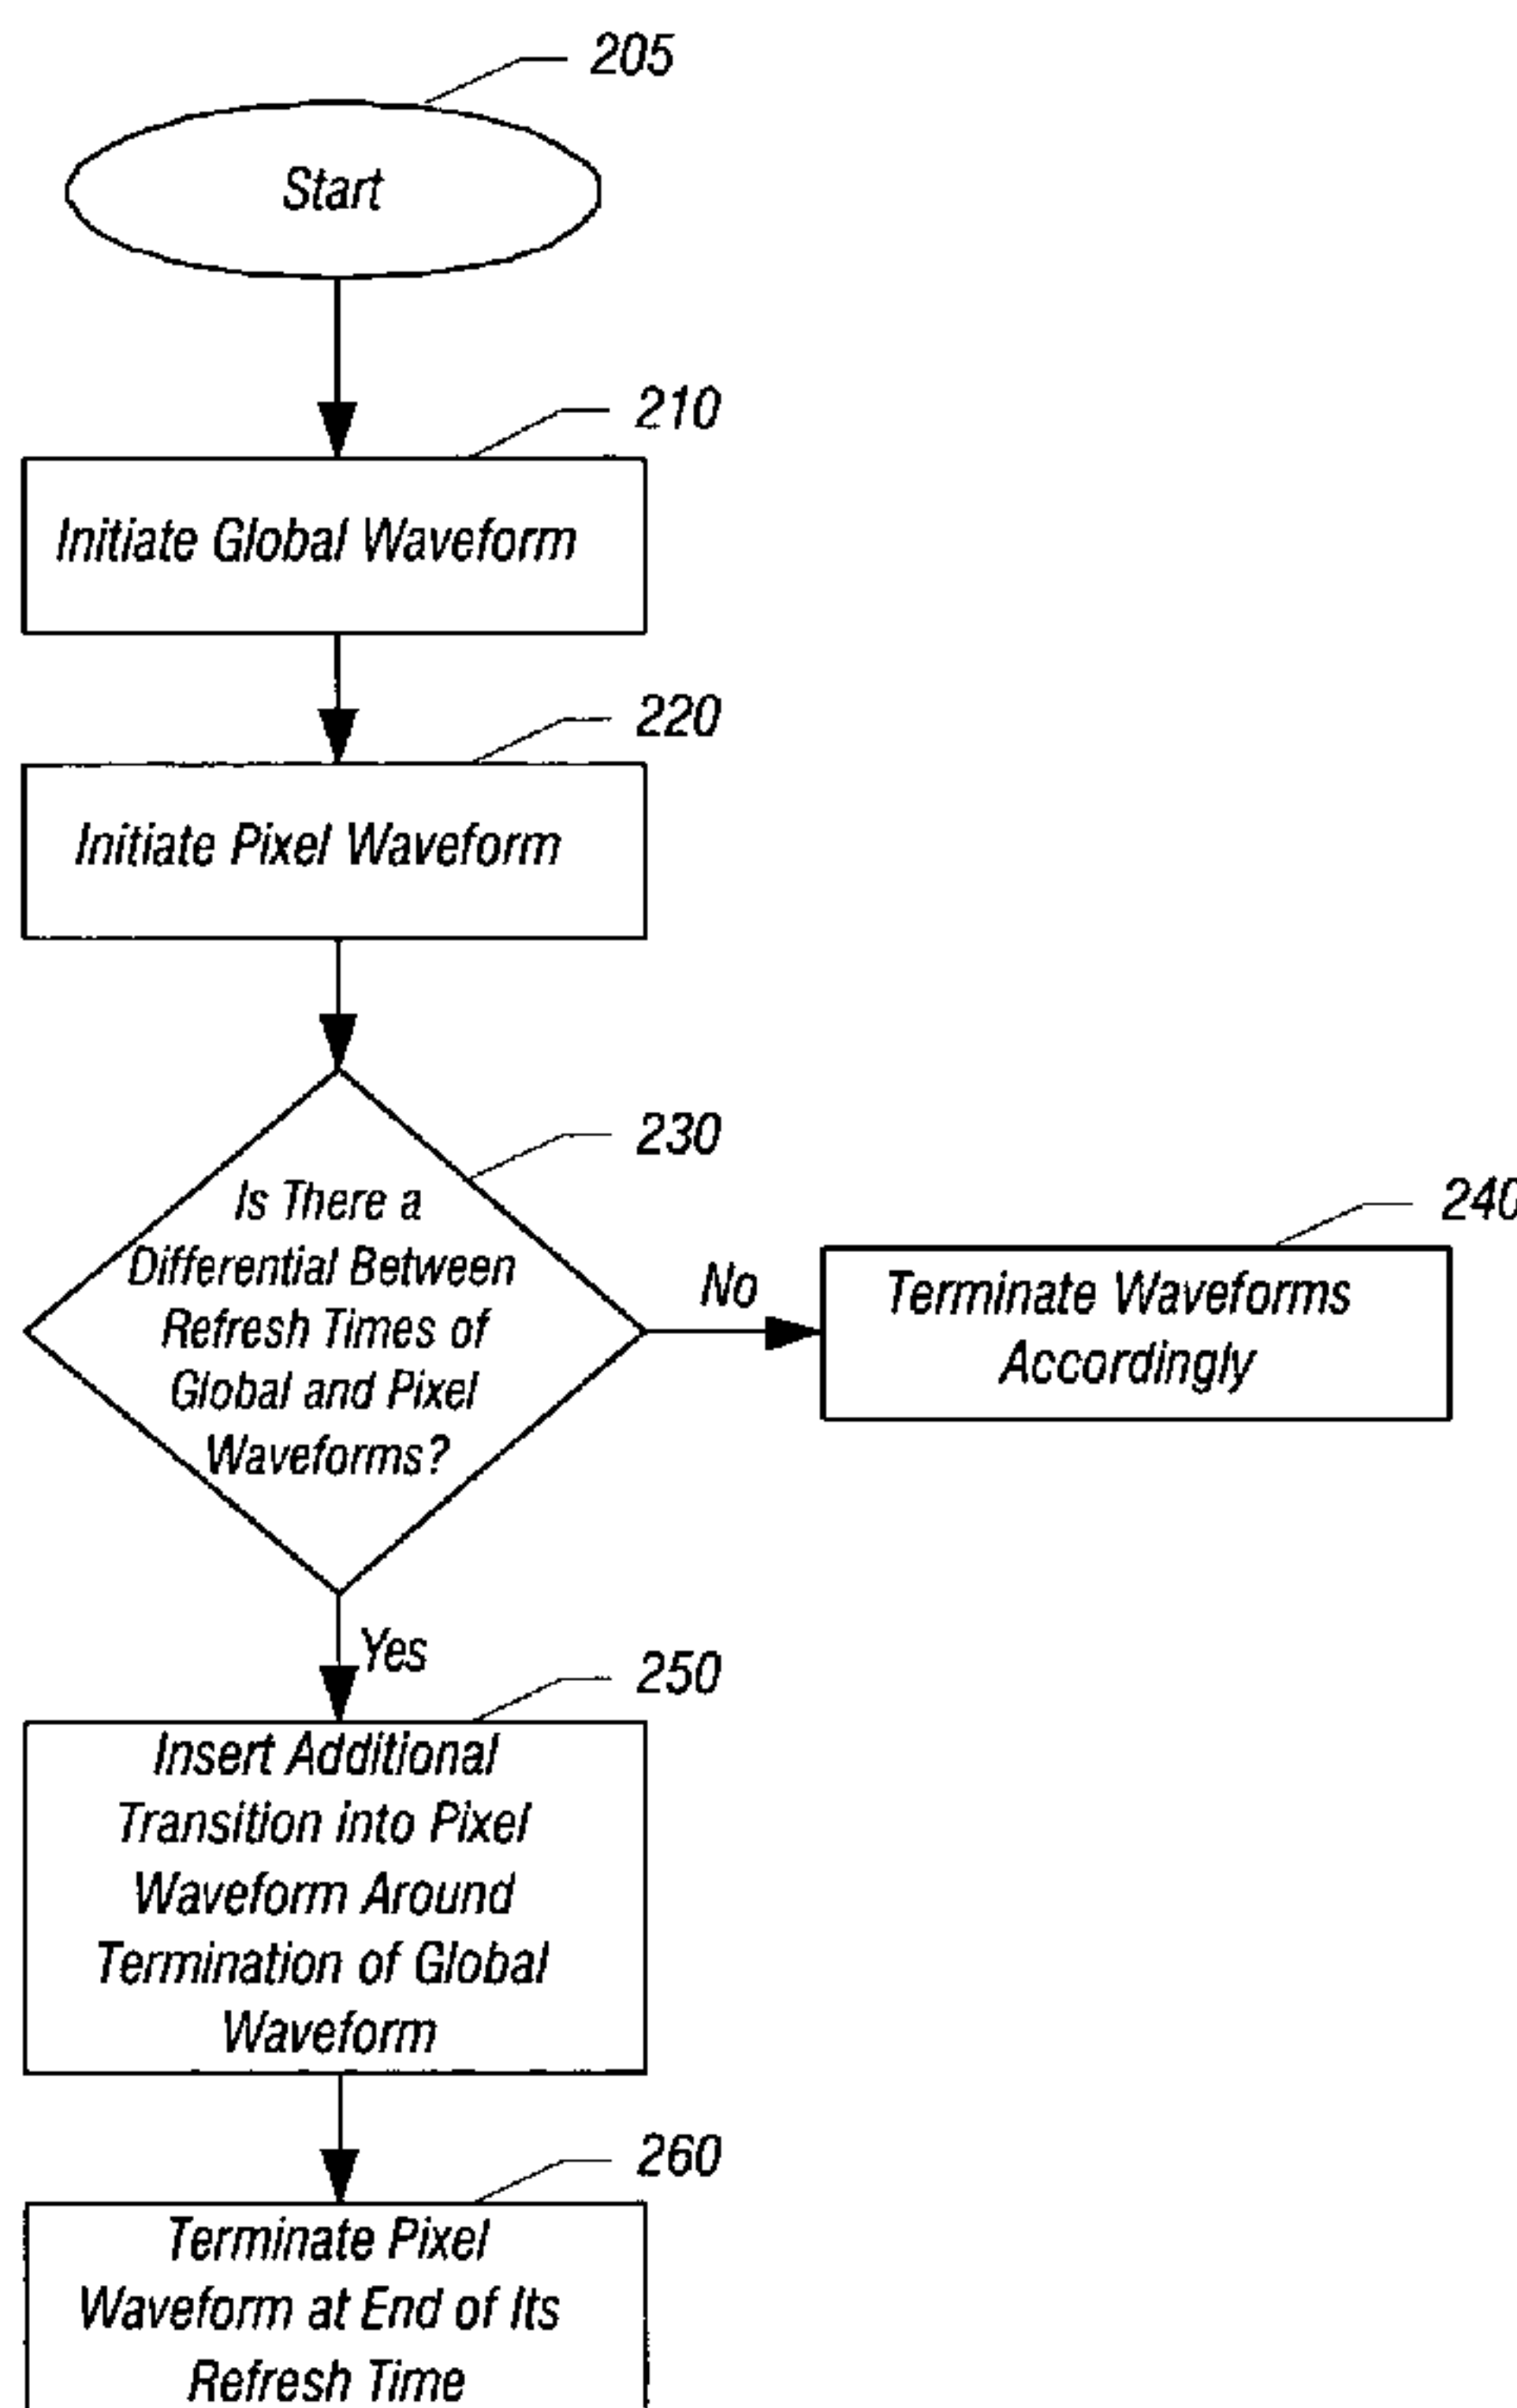 205
Start
210
Initiate Global Waveform
220
Initiate Pixel Waveform
230
Is There a
Differential Between
Refresh Times of
Global and Pixel
Waveforms?
No
240
Terminate Waveforms
Accordingly
Yes
250
Insert Additional
Transition into Pixel
Waveform Around
Termination of Global
Waveform
260
Terminate Pixel
Waveform at End of Its
Refresh Time